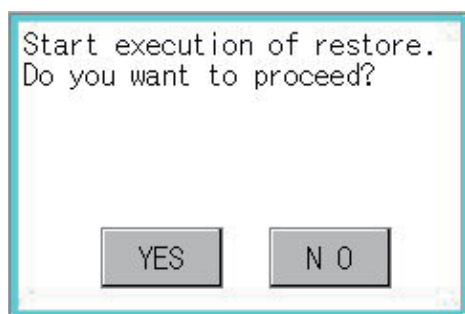 Start execution of restore.
Do you want to proceed?
YES
N O